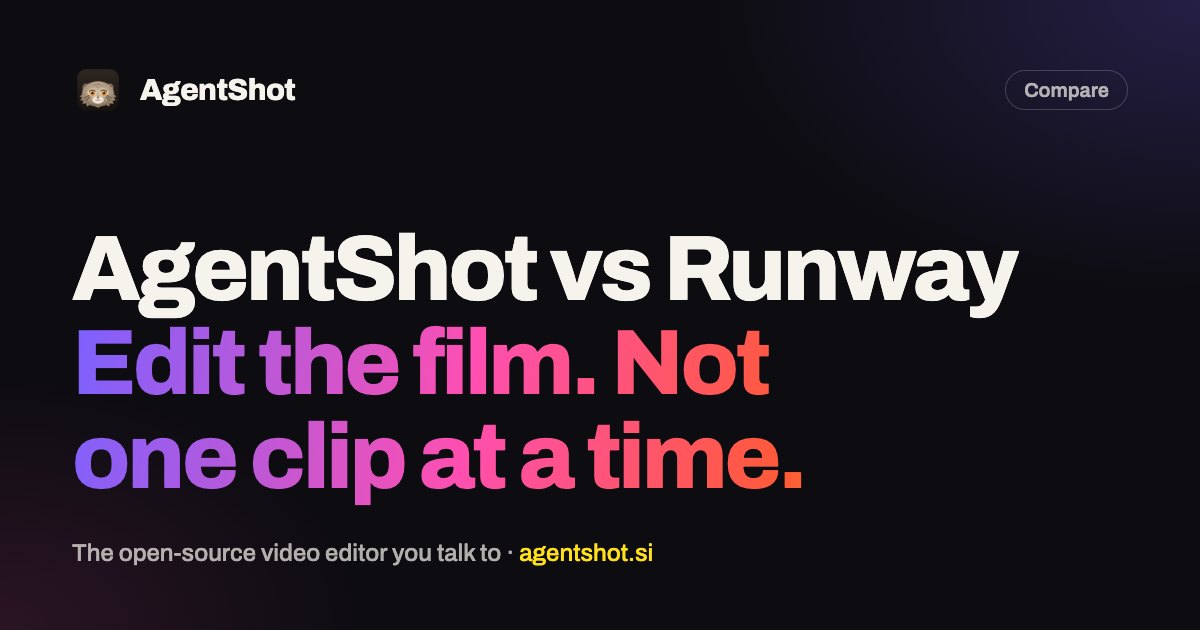 AgentShot
Compare
AgentShot vs Runway
Edit the film. Not
one clip at a time.
The open-source video editor you talk to · agentshot.si